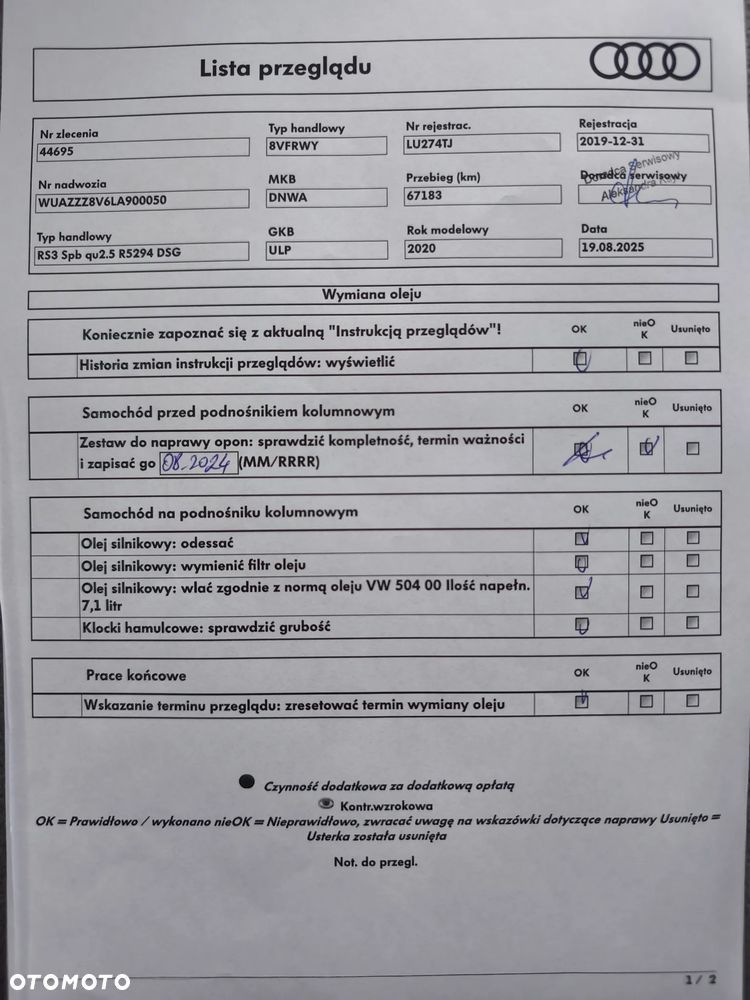 Lista przeglądu
Nr zlecenia
44695
Typ handlowy
8VFRWY
Nr rejestrac.
LU274TJ
Rejestracja
2019-12-31
Nr nadwozia
WUAZZZ8V6LA900050
MKB
DNWA
Przebieg (km)
67183
Doradca serwisowy
Doradca Serwisowy
Aleksandra
Typ handlowy
RS3 Spb qu2.5 R5294 DSG
GKB
ULP
Rok modelowy
2020
Data
19.08.2025
Wymiana oleju
Koniecznie zapoznać się z aktualną "Instrukcją przeglądów"! OK nieO K Usunięto
Historia zmian instrukcji przeglądów: wyświetlić
Samochód przed podnośnikiem kolumnowym OK nieO K Usunięto
Zestaw do naprawy opon: sprawdzić kompletność, termin ważności
i zapisać go 08.2024 (MM/RRRR)
Samochód na podnośniku kolumnowym OK nieO K Usunięto
Olej silnikowy: odessać
Olej silnikowy: wymienić filtr oleju
Olej silnikowy: wlać zgodnie z normą oleju VW 504 00 Ilość napełn.
7,1 litr
Klocki hamulcowe: sprawdzić grubość
Prace końcowe OK nieO K Usunięto
Wskazanie terminu przeglądu: zresetować termin wymiany oleju
Czynność dodatkowa za dodatkową opłatą
Kontr.wzrokowa
OK = Prawidłowo / wykonano nieOK = Nieprawidłowo, zwracać uwagę na wskazówki dotyczące naprawy Usunięto =
Usterka została usunięta
Not. do przegl.
1 / 2
OTOMOTO